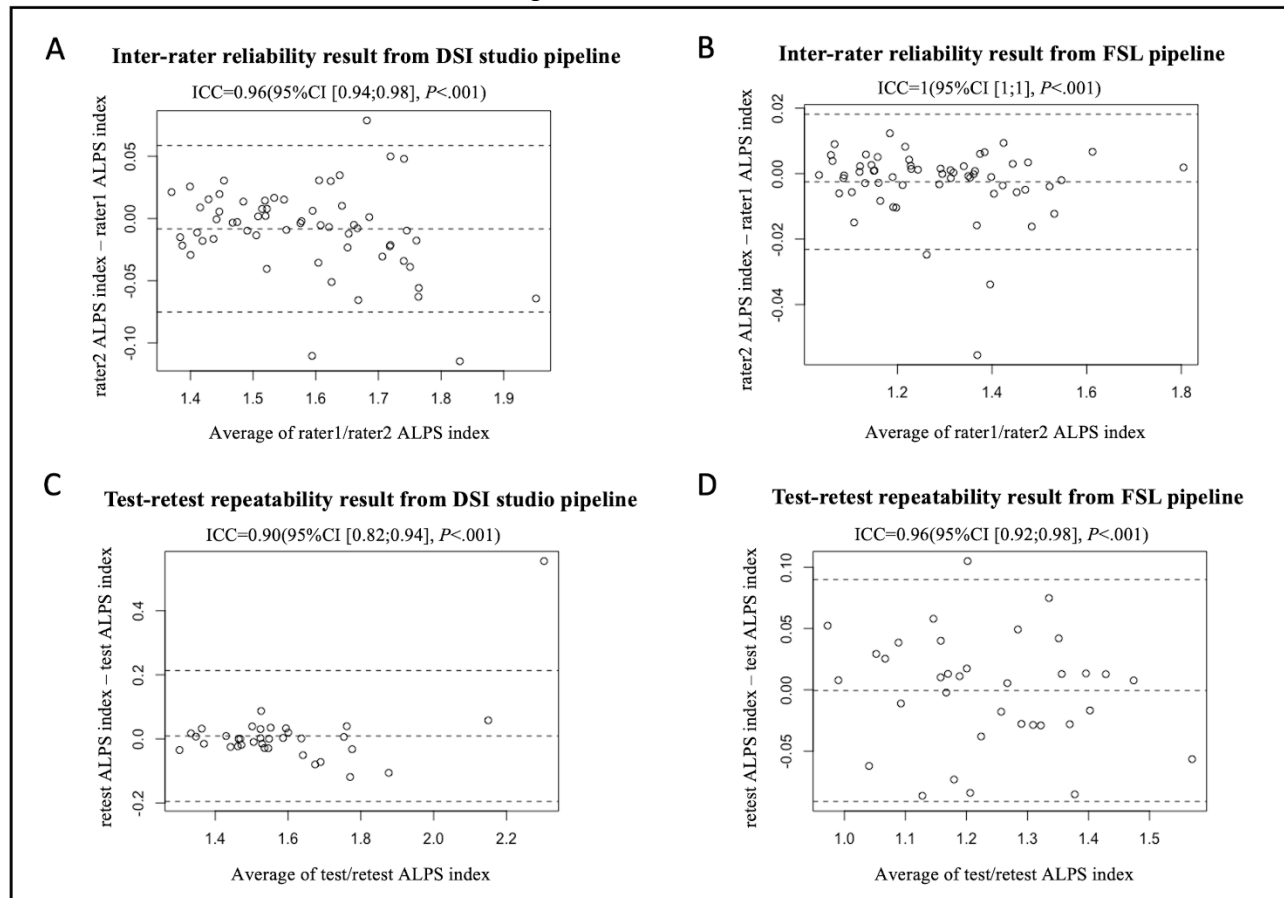 A
Inter-rater reliability result from DSI studio pipeline
ICC=0.96(95%CI [0.94;0.98], P<.001)
rater2 ALPS index – rater1 ALPS index
0.05
0.00
-0.05
-0.10
1.4 1.5 1.6 1.7 1.8 1.9
Average of rater1/rater2 ALPS index
B
Inter-rater reliability result from FSL pipeline
ICC=1(95%CI [1;1], P<.001)
rater2 ALPS index – rater1 ALPS index
0.02
0.00
-0.02
-0.04
1.2 1.4 1.6 1.8
Average of rater1/rater2 ALPS index
C
Test-retest repeatability result from DSI studio pipeline
ICC=0.90(95%CI [0.82;0.94], P<.001)
retest ALPS index – test ALPS index
0.4
0.2
0.0
-0.2
1.4 1.6 1.8 2.0 2.2
Average of test/retest ALPS index
D
Test-retest repeatability result from FSL pipeline
ICC=0.96(95%CI [0.92;0.98], P<.001)
retest ALPS index – test ALPS index
0.10
0.05
0.00
-0.05
1.0 1.1 1.2 1.3 1.4 1.5
Average of test/retest ALPS index